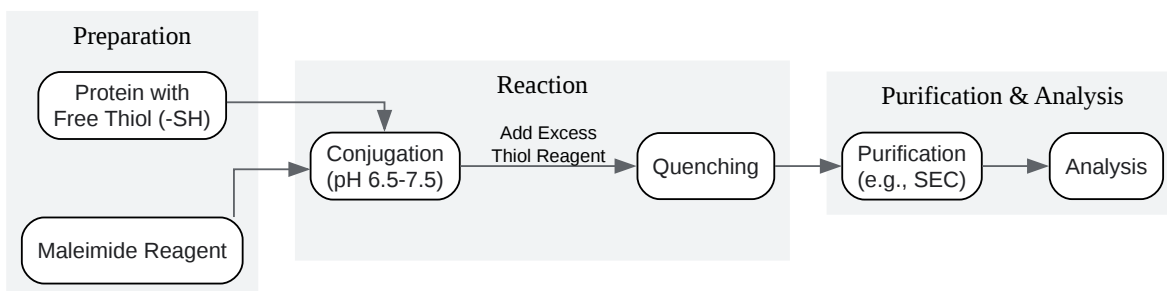 Preparation
Protein with
Free Thiol (-SH)
Maleimide Reagent
Reaction
Conjugation
(pH 6.5-7.5)
Add Excess
Thiol Reagent
Quenching
Purification & Analysis
Purification
(e.g., SEC)
Analysis